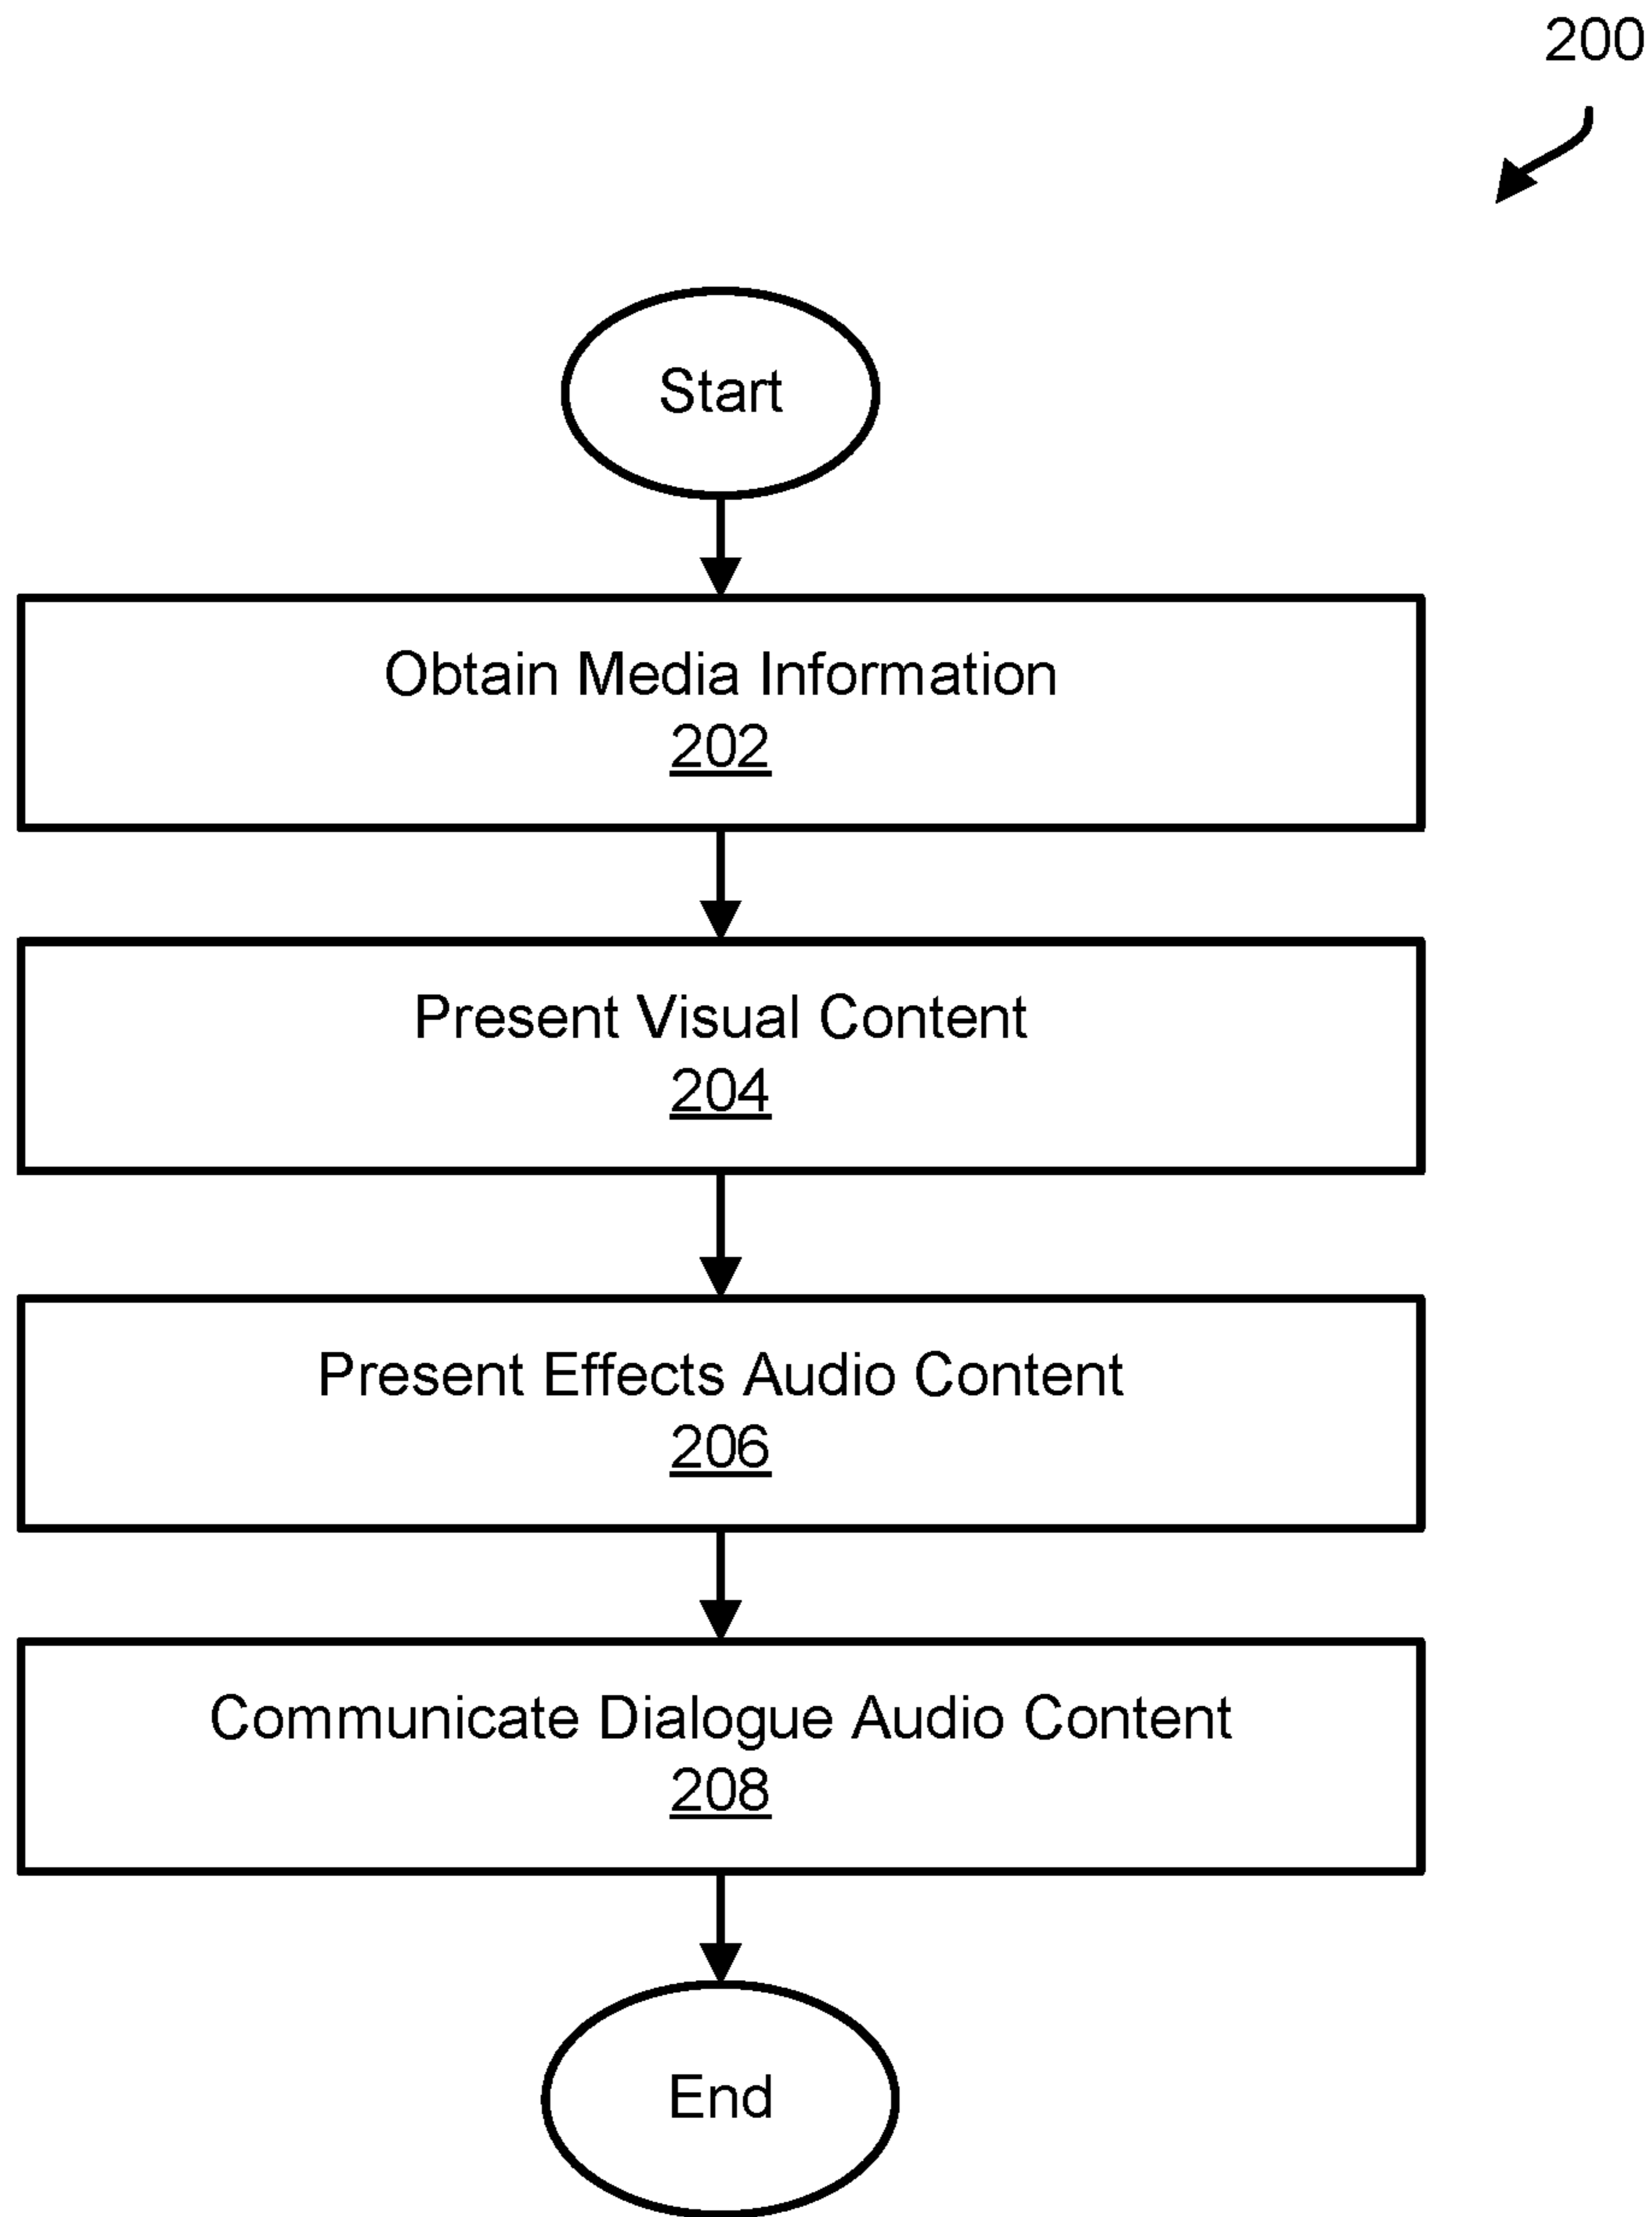 200
Start
Obtain Media Information
202
Present Visual Content
204
Present Effects Audio Content
206
Communicate Dialogue Audio Content
208
End